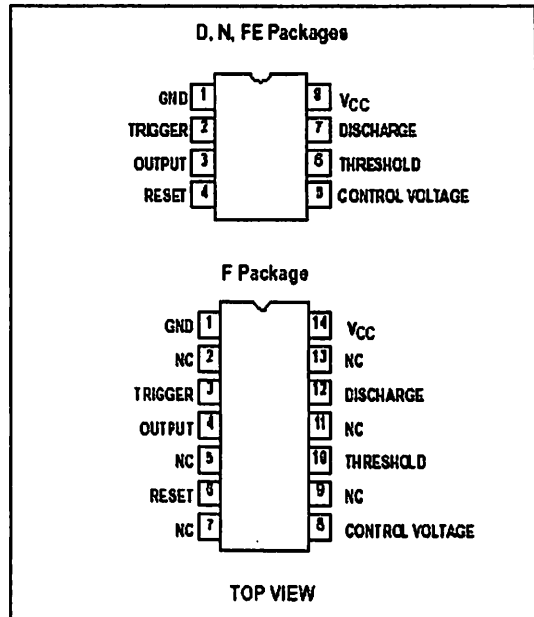 D, N, FE Packages
GND 1 8 VCC
TRIGGER 2 7 DISCHARGE
OUTPUT 3 6 THRESHOLD
RESET 4 5 CONTROL VOLTAGE
F Package
GND 1 14 VCC
NC 2 13 NC
TRIGGER 3 12 DISCHARGE
OUTPUT 4 11 NC
NC 5 10 THRESHOLD
RESET 6 9 NC
NC 7 8 CONTROL VOLTAGE
TOP VIEW